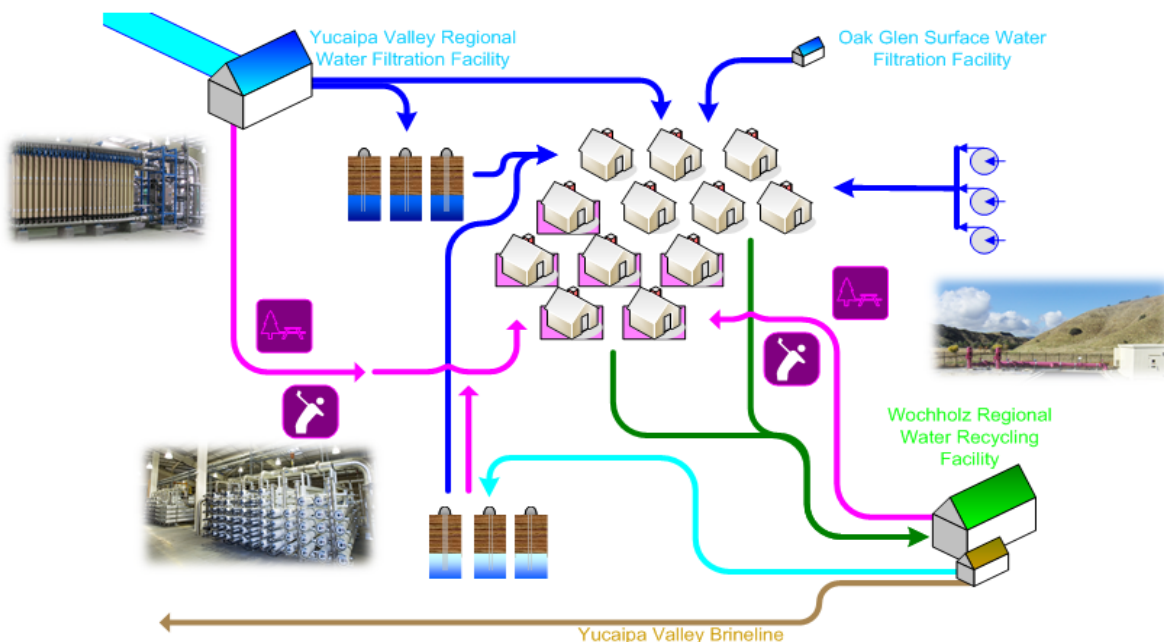 Yucaipa Valley Regional
Water Filtration Facility
Oak Glen Surface Water
Filtration Facility
Wochholz Regional
Water Recycling
Facility
Yucaipa Valley Brineline